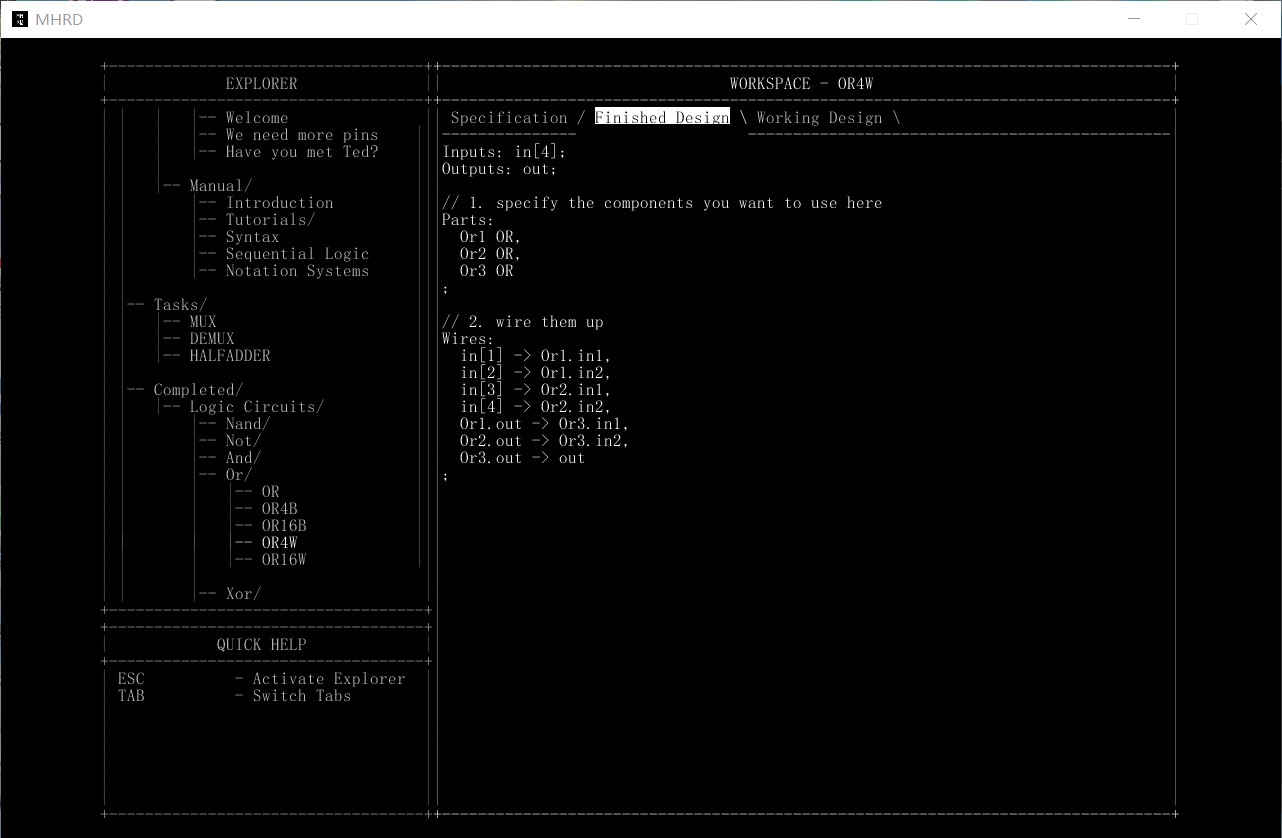 MHRD
EXPLORER
-- Welcome
-- We need more pins
-- Have you met Ted?
-- Manual/
-- Introduction
-- Tutorials/
-- Syntax
-- Sequential Logic
-- Notation Systems
-- Tasks/
-- MUX
-- DEMUX
-- HALFADDER
-- Completed/
-- Logic Circuits/
-- Nand/
-- Not/
-- And/
-- Or/
-- OR
-- OR4B
-- OR16B
-- OR4W
-- OR16W
-- Xor/
QUICK HELP
ESC - Activate Explorer
TAB - Switch Tabs
WORKSPACE - OR4W
Specification / Finished Design \ Working Design \
Inputs: in[4];
Outputs: out;
// 1. specify the components you want to use here
Parts:
Or1 OR,
Or2 OR,
Or3 OR
;
// 2. wire them up
Wires:
in[1] -> Or1.in1,
in[2] -> Or1.in2,
in[3] -> Or2.in1,
in[4] -> Or2.in2,
Or1.out -> Or3.in1,
Or2.out -> Or3.in2,
Or3.out -> out
;